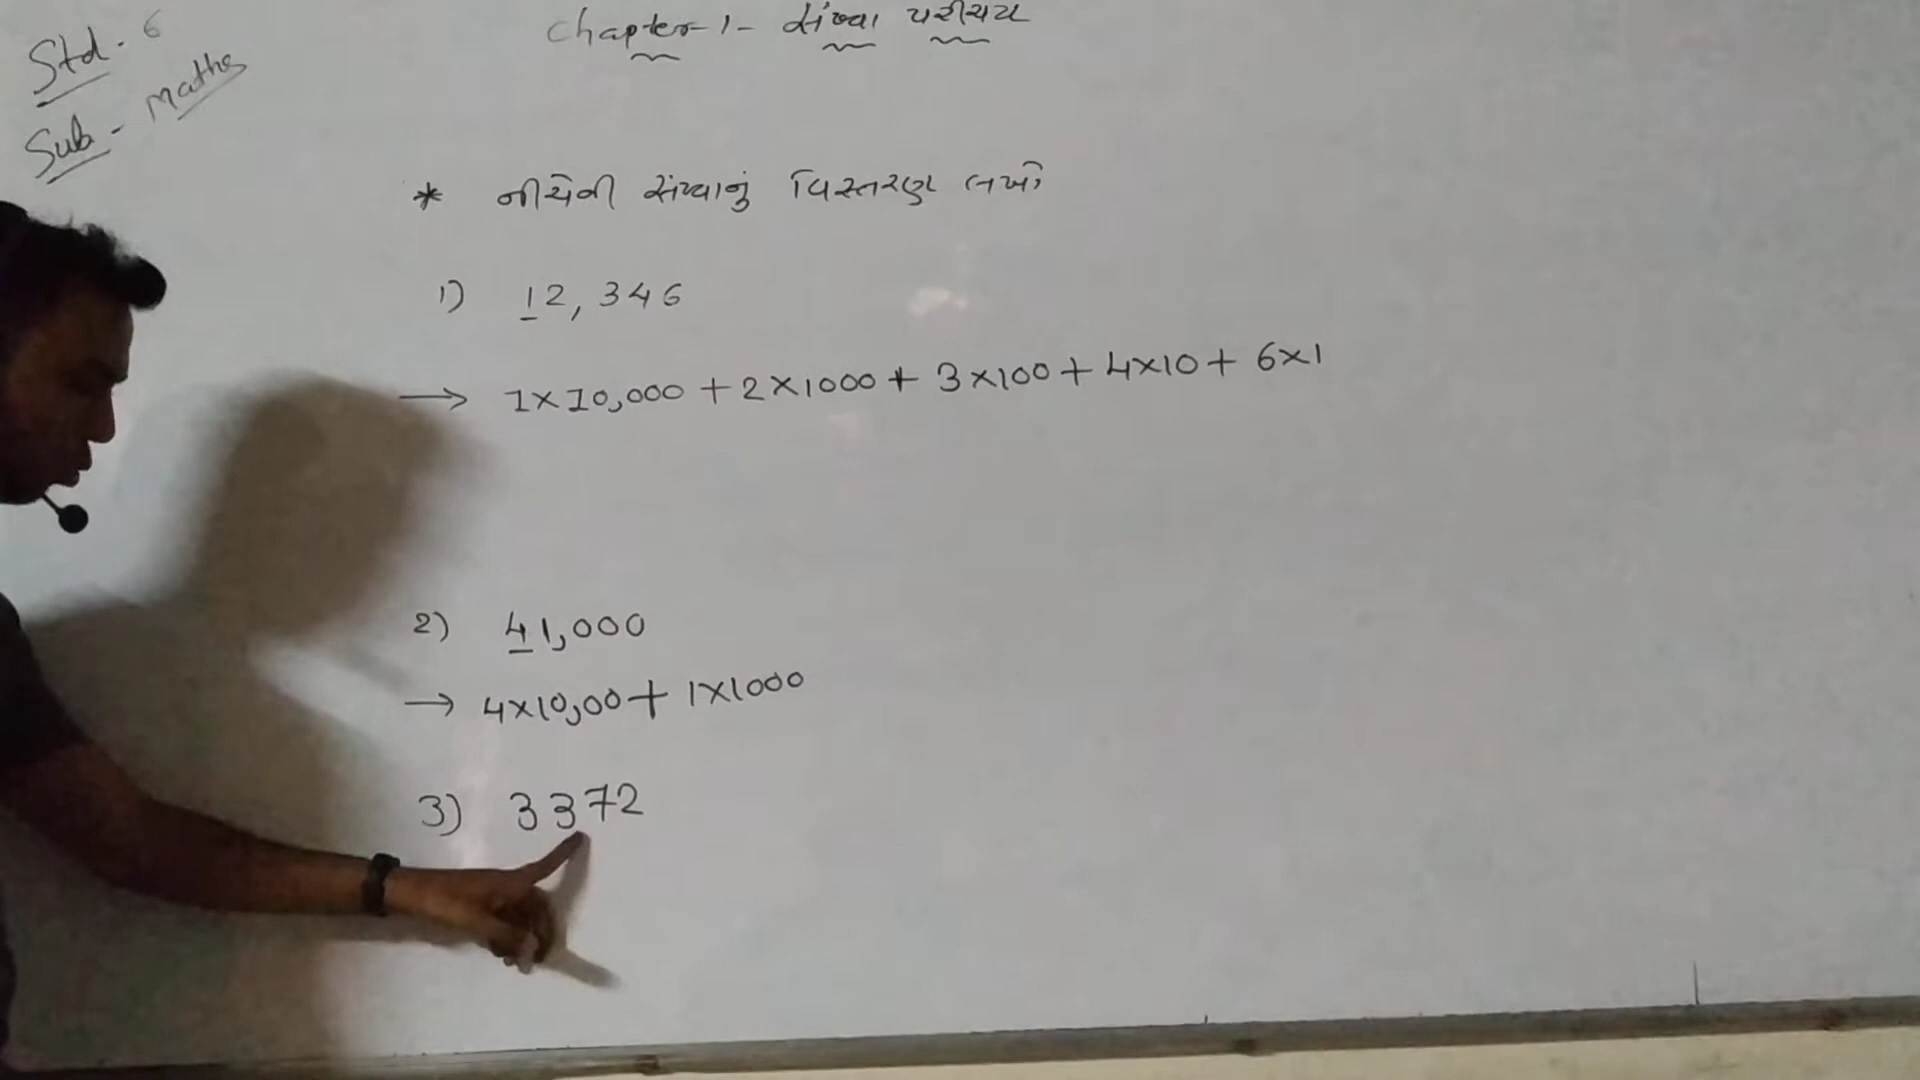 Std. 6
Sub - Maths
Chapter-1- સંખ્યા પરીચય
* નીચેની સંખ્યાનું વિસ્તરણ લખો
1) 12,346
→ 1×10,000 + 2×1000 + 3×100 + 4×10 + 6×1
2) 41,000
→ 4×10,00 + 1×1000
3) 3372